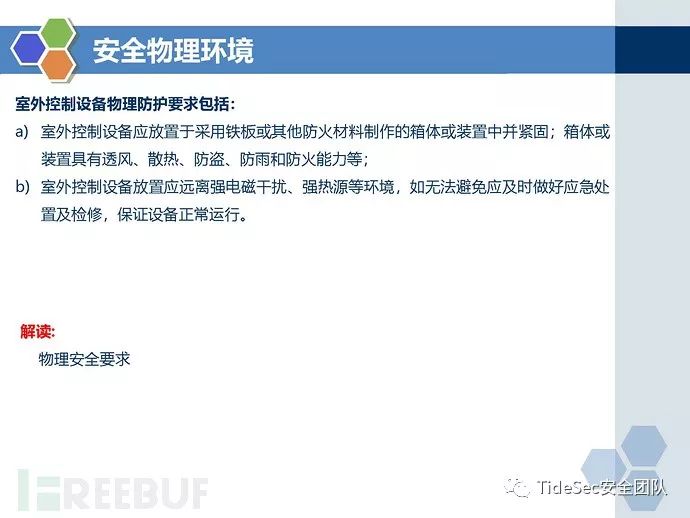 安全物理环境
室外控制设备物理防护要求包括：
a) 室外控制设备应放置于采用铁板或其他防火材料制作的箱体或装置中并紧固；箱体或
装置具有透风、散热、防盗、防雨和防火能力等；
b) 室外控制设备放置应远离强电磁干扰、强热源等环境，如无法避免应及时做好应急处
置及检修，保证设备正常运行。
解读:
物理安全要求
FREEBUF
TideSec安全团队